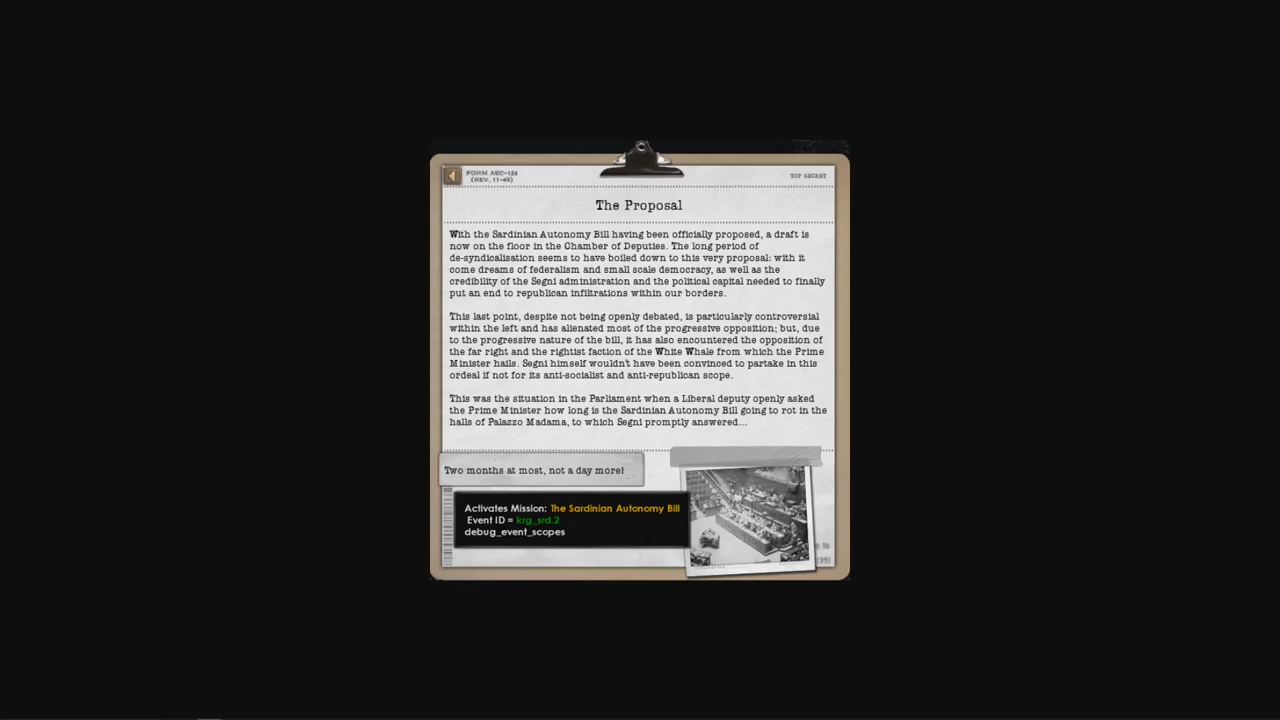 FORM AEC-134
(REV. 11-49)
TOP SECRET
The Proposal
With the Sardinian Autonomy Bill having been officially proposed, a draft is
now on the floor in the Chamber of Deputies. The long period of
de-syndicalisation seems to have boiled down to this very proposal: with it
come dreams of federalism and small scale democracy, as well as the
credibility of the Segni administration and the political capital needed to finally
put an end to republican infiltrations within our borders.
This last point, despite not being openly debated, is particularly controversial
within the left and has alienated most of the progressive opposition; but, due
to the progressive nature of the bill, it has also encountered the opposition of
the far right and the rightist faction of the White Whale from which the Prime
Minister hails. Segni himself wouldn't have been convinced to partake in this
ordeal if not for its anti-socialist and anti-republican scope.
This was the situation in the Parliament when a Liberal deputy openly asked
the Prime Minister how long is the Sardinian Autonomy Bill going to rot in the
halls of Palazzo Madama, to which Segni promptly answered...
Two months at most, not a day more!
Activates Mission: The Sardinian Autonomy Bill
Event ID = krg_srd.2
debug_event_scopes